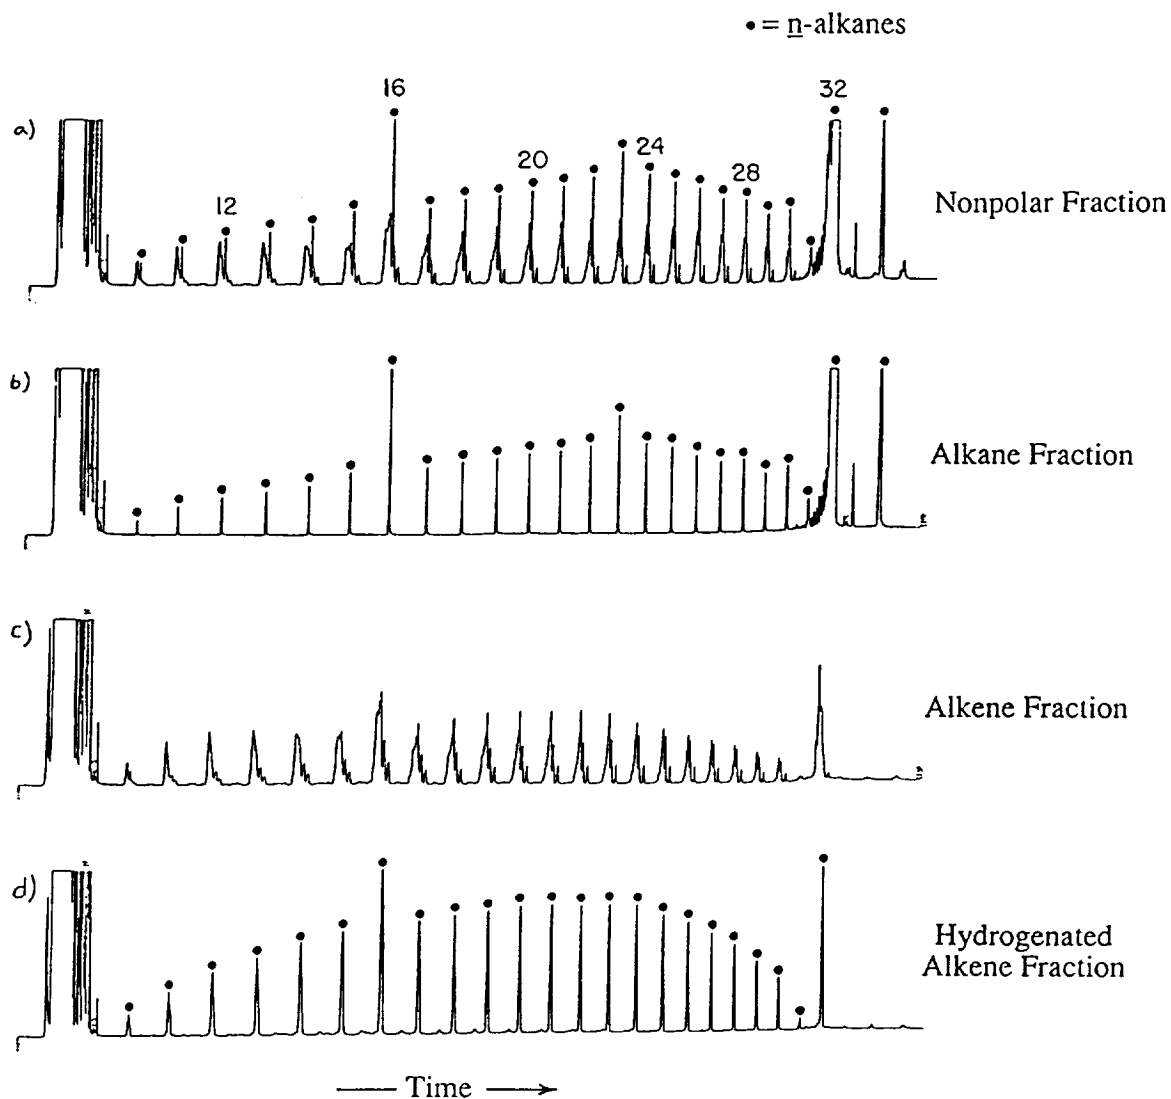 • = n-alkanes
a)
16
32
12
20
24
28
Nonpolar Fraction
b)
Alkane Fraction
c)
Alkene Fraction
d)
Hydrogenated
Alkene Fraction
Time